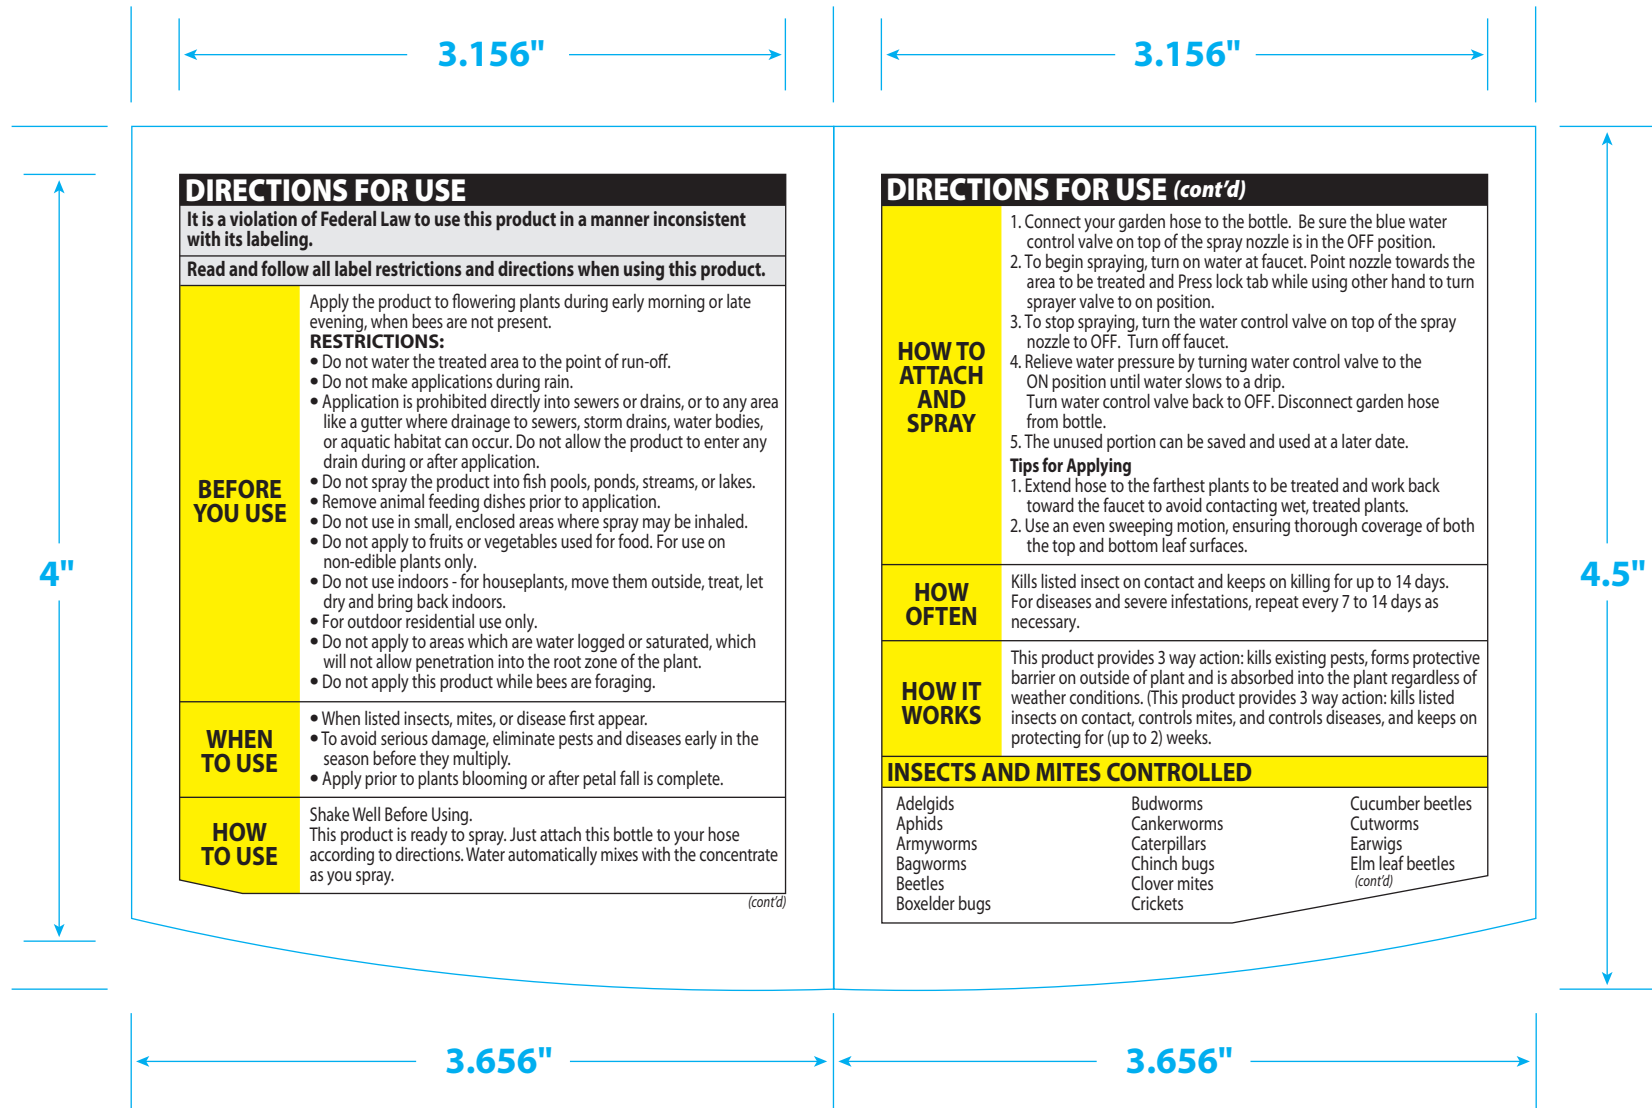 3.156"
3.156"
DIRECTIONS FOR USE
It is a violation of Federal Law to use this product in a manner inconsistent
with its labeling.
Read and follow all label restrictions and directions when using this product.
BEFORE
YOU USE
Apply the product to flowering plants during early morning or late
evening, when bees are not present.
RESTRICTIONS:
• Do not water the treated area to the point of run-off.
• Do not make applications during rain.
• Application is prohibited directly into sewers or drains, or to any area
like a gutter where drainage to sewers, storm drains, water bodies,
or aquatic habitat can occur. Do not allow the product to enter any
drain during or after application.
• Do not spray the product into fish pools, ponds, streams, or lakes.
• Remove animal feeding dishes prior to application.
• Do not use in small, enclosed areas where spray may be inhaled.
• Do not apply to fruits or vegetables used for food. For use on
non-edible plants only.
• Do not use indoors - for houseplants, move them outside, treat, let
dry and bring back indoors.
• For outdoor residential use only.
• Do not apply to areas which are water logged or saturated, which
will not allow penetration into the root zone of the plant.
• Do not apply this product while bees are foraging.
WHEN
TO USE
• When listed insects, mites, or disease first appear.
• To avoid serious damage, eliminate pests and diseases early in the
season before they multiply.
• Apply prior to plants blooming or after petal fall is complete.
HOW
TO USE
Shake Well Before Using.
This product is ready to spray. Just attach this bottle to your hose
according to directions. Water automatically mixes with the concentrate
as you spray.
(cont'd)
4"
DIRECTIONS FOR USE (cont'd)
HOW TO
ATTACH
AND
SPRAY
1. Connect your garden hose to the bottle. Be sure the blue water
control valve on top of the spray nozzle is in the OFF position.
2. To begin spraying, turn on water at faucet. Point nozzle towards the
area to be treated and Press lock tab while using other hand to turn
sprayer valve to on position.
3. To stop spraying, turn the water control valve on top of the spray
nozzle to OFF. Turn off faucet.
4. Relieve water pressure by turning water control valve to the
ON position until water slows to a drip.
Turn water control valve back to OFF. Disconnect garden hose
from bottle.
5. The unused portion can be saved and used at a later date.
Tips for Applying
1. Extend hose to the farthest plants to be treated and work back
toward the faucet to avoid contacting wet, treated plants.
2. Use an even sweeping motion, ensuring thorough coverage of both
the top and bottom leaf surfaces.
HOW
OFTEN
Kills listed insect on contact and keeps on killing for up to 14 days.
For diseases and severe infestations, repeat every 7 to 14 days as
necessary.
HOW IT
WORKS
This product provides 3 way action: kills existing pests, forms protective
barrier on outside of plant and is absorbed into the plant regardless of
weather conditions. (This product provides 3 way action: kills listed
insects on contact, controls mites, and controls diseases, and keeps on
protecting for (up to 2) weeks.
INSECTS AND MITES CONTROLLED
Adelgids
Aphids
Armyworms
Bagworms
Beetles
Boxelder bugs
Budworms
Cankerworms
Caterpillars
Chinch bugs
Clover mites
Crickets
Cucumber beetles
Cutworms
Earwigs
Elm leaf beetles
(cont'd)
4.5"
3.656"
3.656"